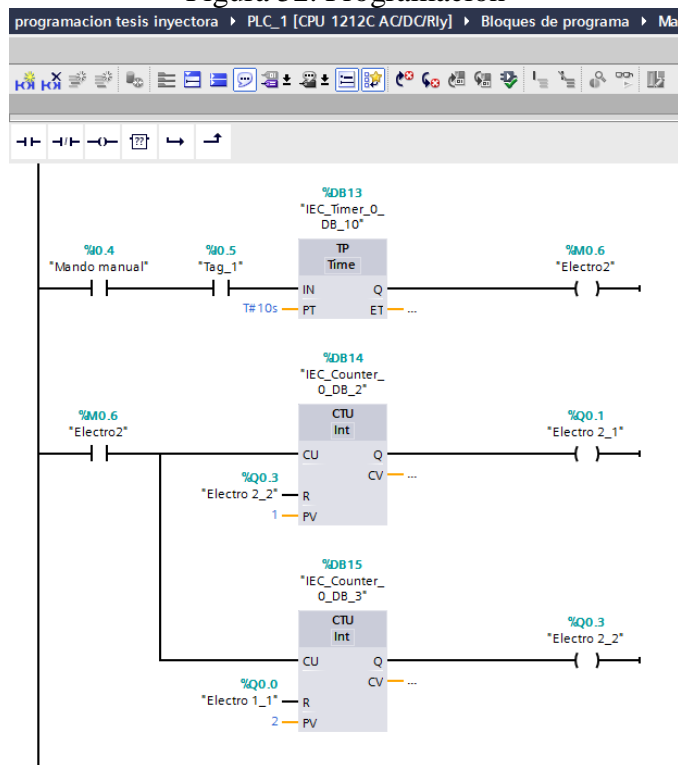 Figura 32. Programación
programacion tesis inyectora ▸ PLC_1 [CPU 1212C AC/DC/Rly] ▸ Bloques de programa ▸ Ma
??
%DB13
"IEC_Timer_0_
DB_10"
%I0.4
"Mando manual"
%I0.5
"Tag_1"
TP
Time
%M0.6
"Electro2"
IN
Q
T#10s
PT
ET
...
%DB14
"IEC_Counter_
0_DB_2"
%M0.6
"Electro2"
CTU
Int
%Q0.1
"Electro 2_1"
CU
Q
%Q0.3
"Electro 2_2"
R
CV
...
1
PV
%DB15
"IEC_Counter_
0_DB_3"
CTU
Int
%Q0.3
"Electro 2_2"
CU
Q
%Q0.0
"Electro 1_1"
R
CV
...
2
PV